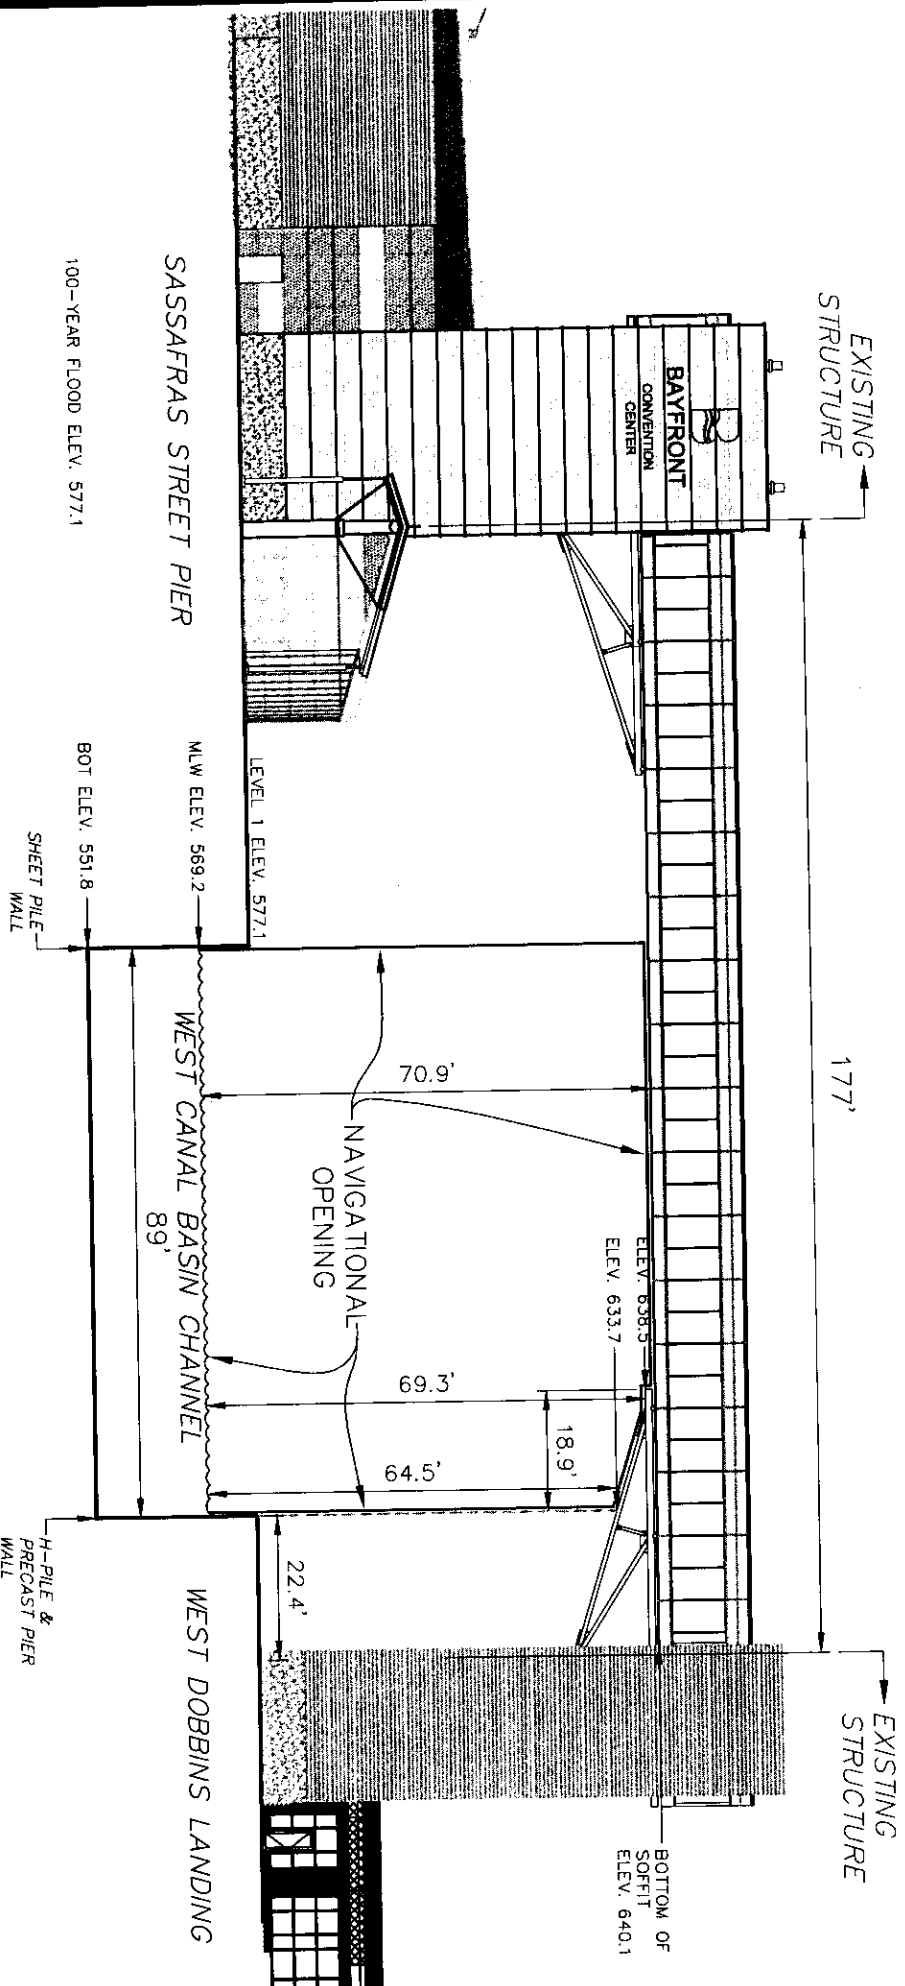 EXISTING
STRUCTURE
177'
EXISTING
STRUCTURE
BAYFRONT
CONVENTION
CENTER
BOTTOM OF
SOFFIT
ELEV. 640.1
ELEV. 638.5
ELEV. 633.7
70.9'
NAVIGATIONAL
OPENING
69.3'
18.9'
64.5'
22.4'
LEVEL 1 ELEV. 577.1
SASSAFRAS STREET PIER
MLW ELEV. 569.2
WEST CANAL BASIN CHANNEL
89'
WEST DOBBINS LANDING
100-YEAR FLOOD ELEV. 577.1
BOT ELEV. 551.8
SHEET PILE
WALL
H-PILE &
PRECAST PIER
WALL